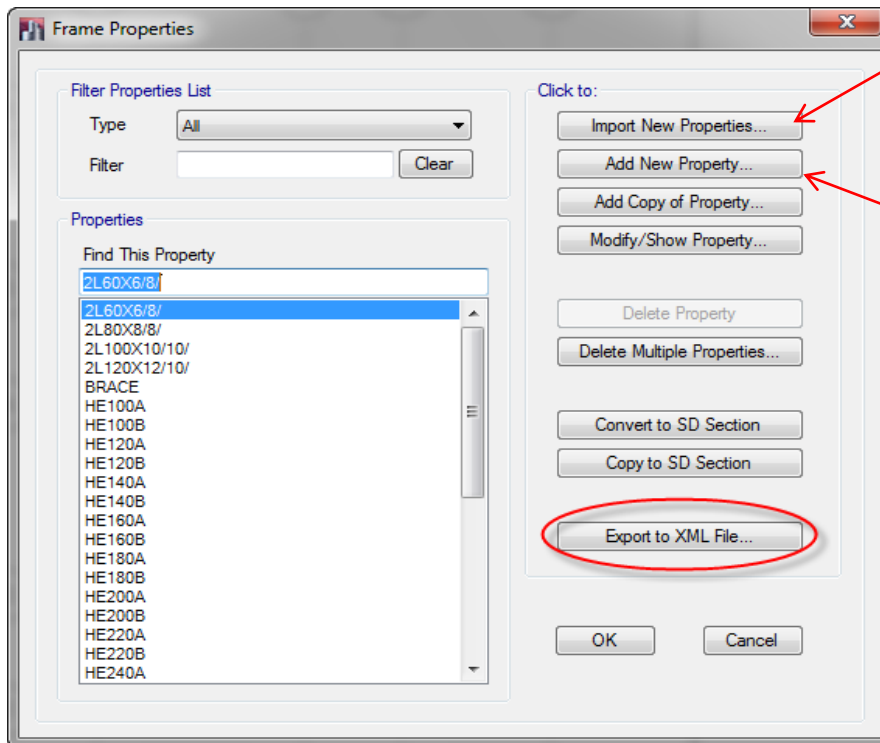 Frame Properties
Filter Properties List
Type
All
Filter
Clear
Properties
Find This Property
2L60X6/8/
2L60X6/8/
2L80X8/8/
2L100X10/10/
2L120X12/10/
BRACE
HE100A
HE100B
HE120A
HE120B
HE140A
HE140B
HE160A
HE160B
HE180A
HE180B
HE200A
HE200B
HE220A
HE220B
HE240A
Click to:
Import New Properties...
Add New Property...
Add Copy of Property...
Modify/Show Property...
Delete Property
Delete Multiple Properties...
Convert to SD Section
Copy to SD Section
Export to XML File...
OK
Cancel